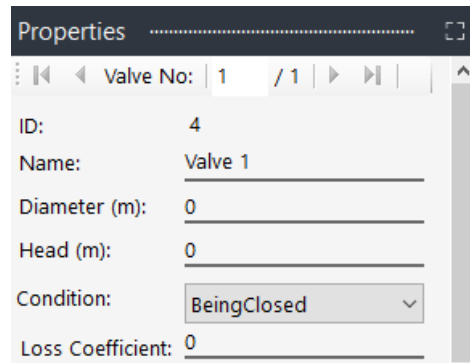 Properties
Valve No: 1 / 1
ID: 4
Name: Valve 1
Diameter (m): 0
Head (m): 0
Condition: BeingClosed
Loss Coefficient: 0